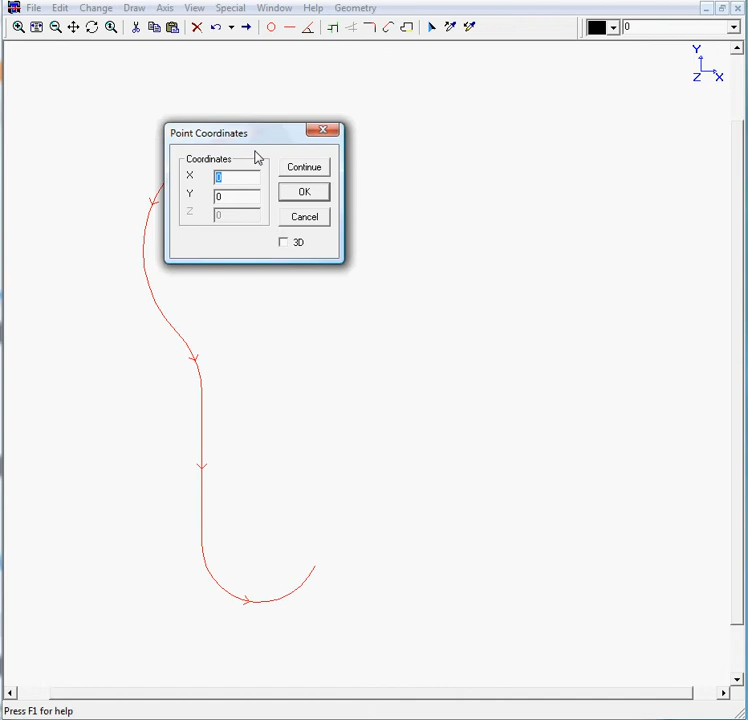 File Edit Change Draw Axis View Special Window Help Geometry
0
Y
Z X
Point Coordinates
Coordinates
Continue
X 0
OK
Y 0
Z 0
Cancel
3D
Press F1 for help